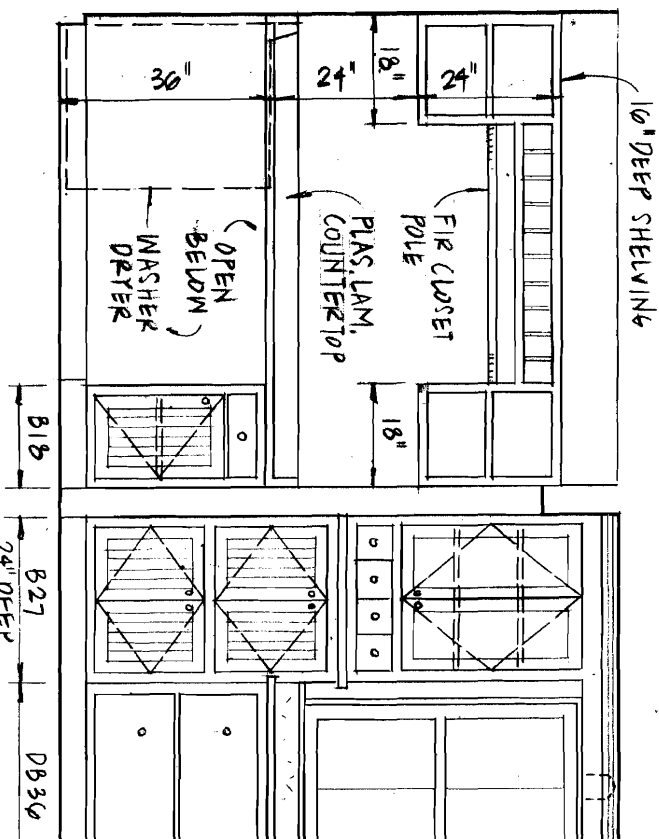 16" DEEP SHELVING
18"
24"
24"
36"
FIR CLOSET
POLE
PLAS. LAM.
COUNTERTOP
(OPEN
BELOW)
WASHER
DRYER
18"
B18
B27
24" DEEP
DB36